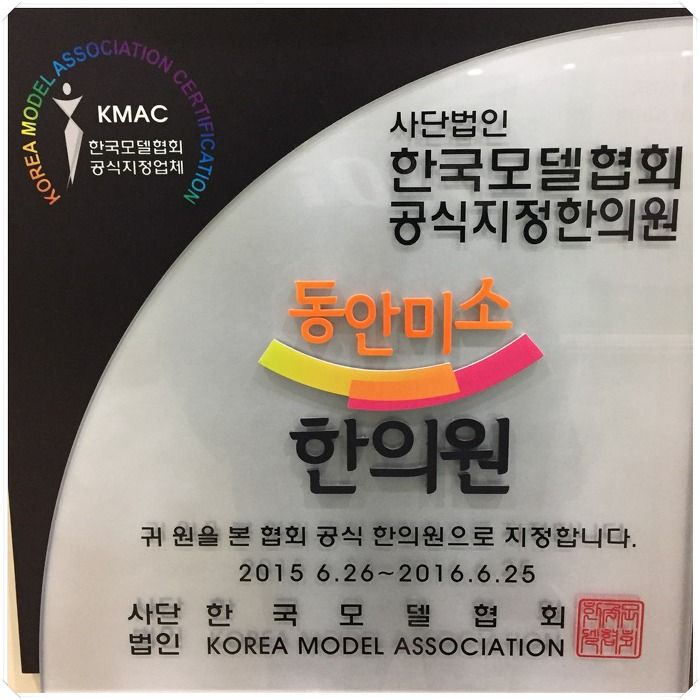 KOREA MODEL ASSOCIATION CERTIFICATION
KMAC
한국모델협회
공식지정업체
사단법인
한국모델협회
공식지정한의원
동안미소
한의원
귀 원을 본 협회 공식 한의원으로 지정합니다.
2015 6.26~2016.6.25
사단 한국모델협회
법인 KOREA MODEL ASSOCIATION